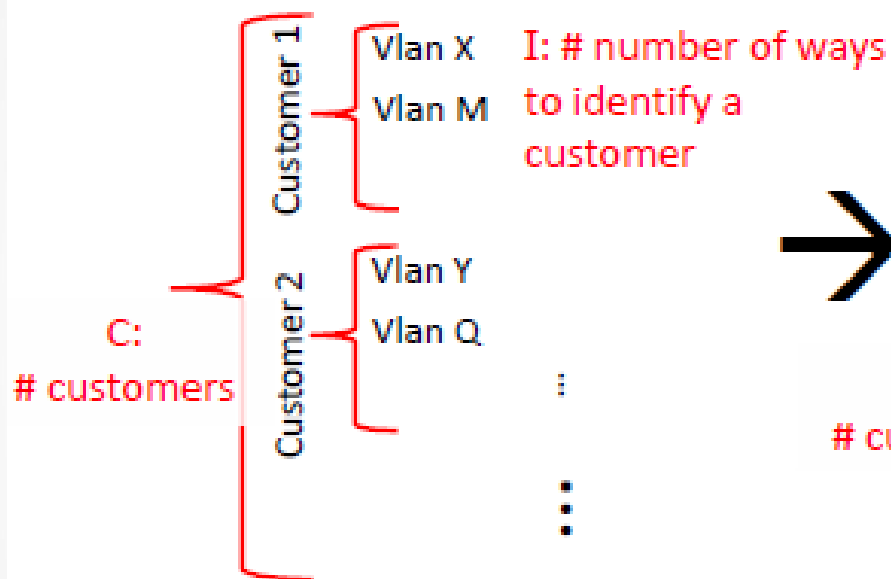 Customer 1
Vlan X
Vlan M
I: # number of ways
to identify a
customer
Customer 2
Vlan Y
Vlan Q
C:
# customers
#